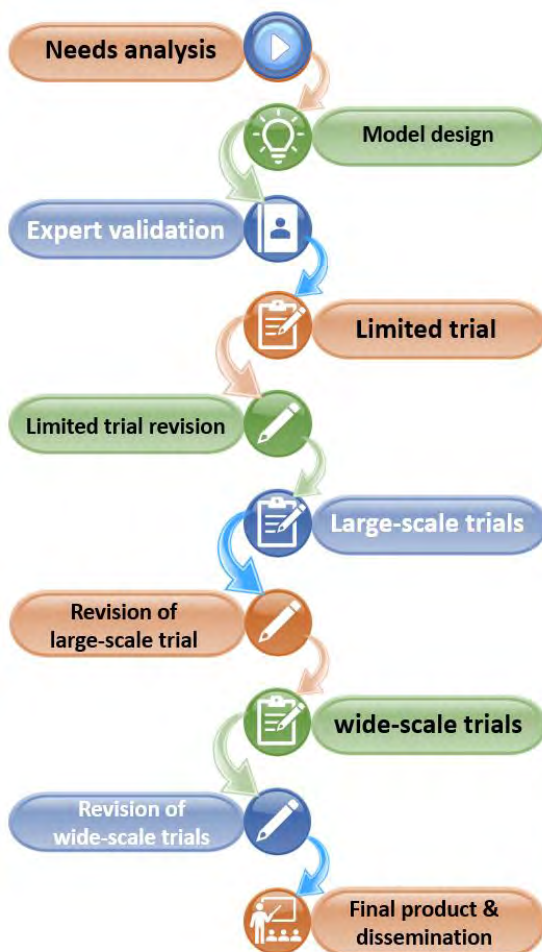 Needs analysis
Model design
Expert validation
Limited trial
Limited trial revision
Large-scale trials
Revision of
large-scale trial
wide-scale trials
Revision of
wide-scale trials
Final product &
dissemination